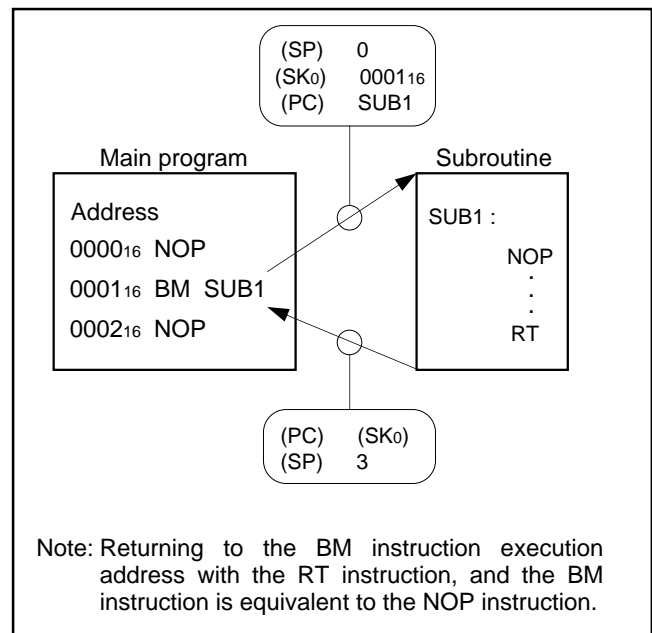 (SP) 0
(SK0) 000116
(PC) SUB1
Main program
Subroutine
Address
000016 NOP
000116 BM SUB1
000216 NOP
SUB1 :
NOP
.
.
.
RT
(PC) (SK0)
(SP) 3
Note: Returning to the BM instruction execution
address with the RT instruction, and the BM
instruction is equivalent to the NOP instruction.